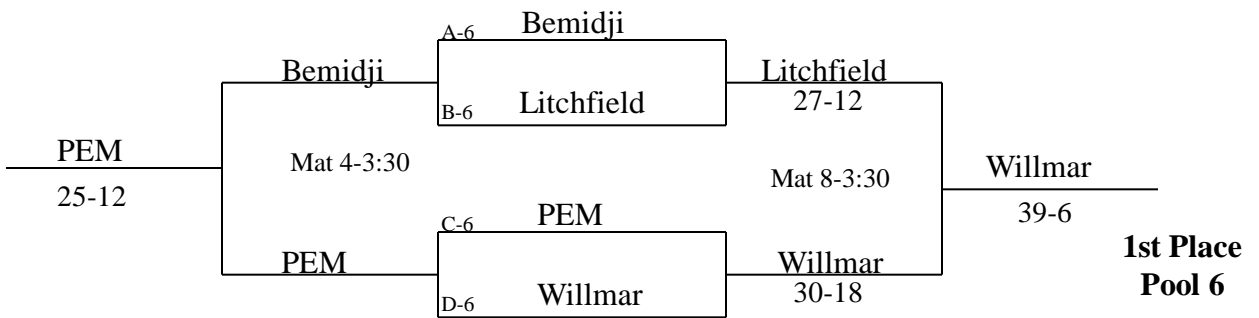 A-6 Bemidji
Bemidji
Litchfield
27-12
B-6 Litchfield
PEM
25-12
Mat 4-3:30
Mat 8-3:30
Willmar
39-6
C-6 PEM
1st Place
Pool 6
PEM
Willmar
30-18
D-6 Willmar